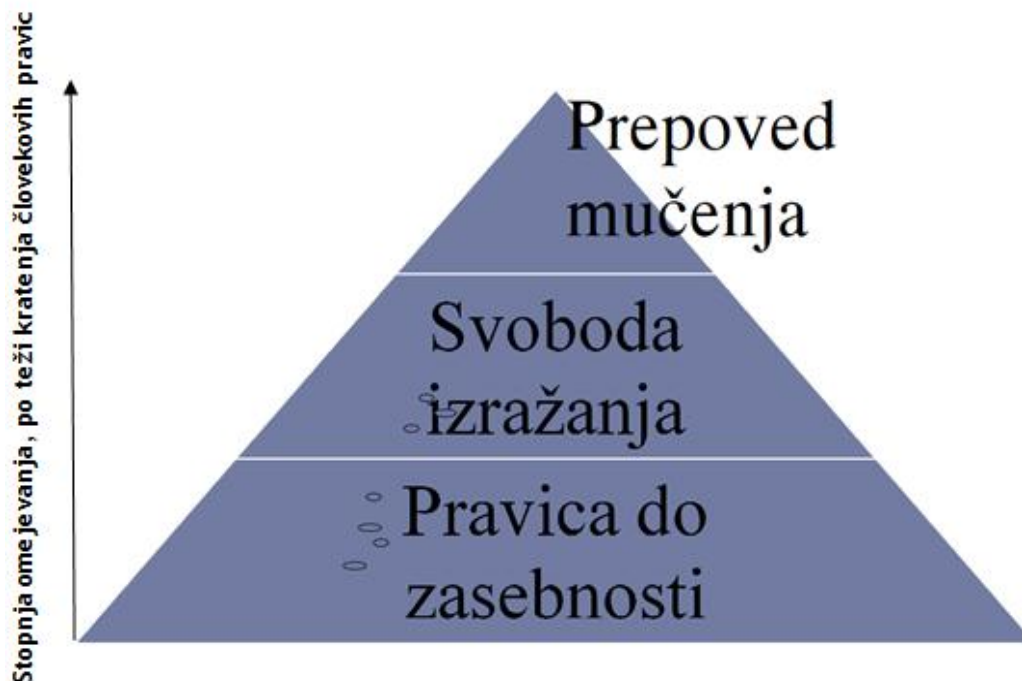 Stopnja omejevanja, po teži kratenja človekovih pravic
Prepoved
mučenja
Svoboda
izražanja
Pravica do
zasebnosti